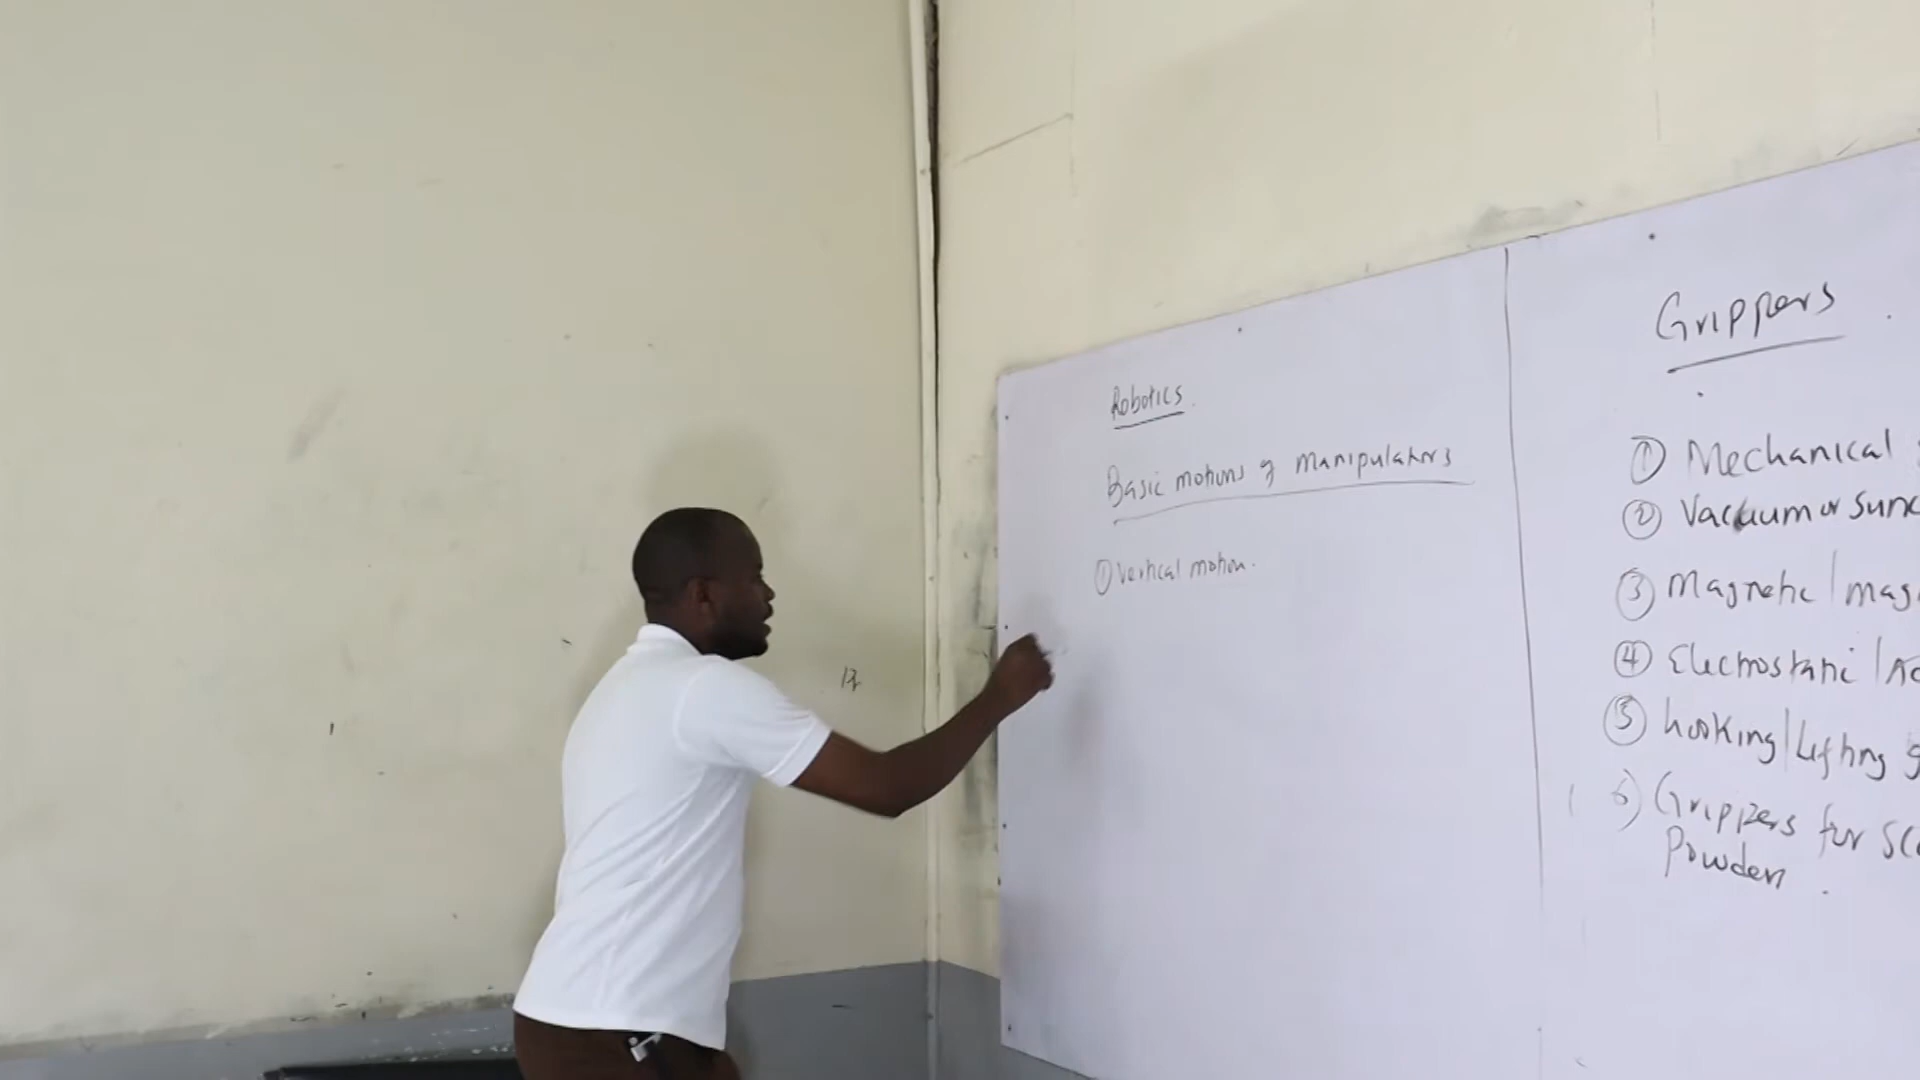 Robotics.
Basic motions of manipulators
① Vertical motion.
Grippers
① Mechanical
② Vacuum or
③ Magnetic /
④ Electrostatic /
⑤ hooking/Lifting
6) Grippers for
Powders